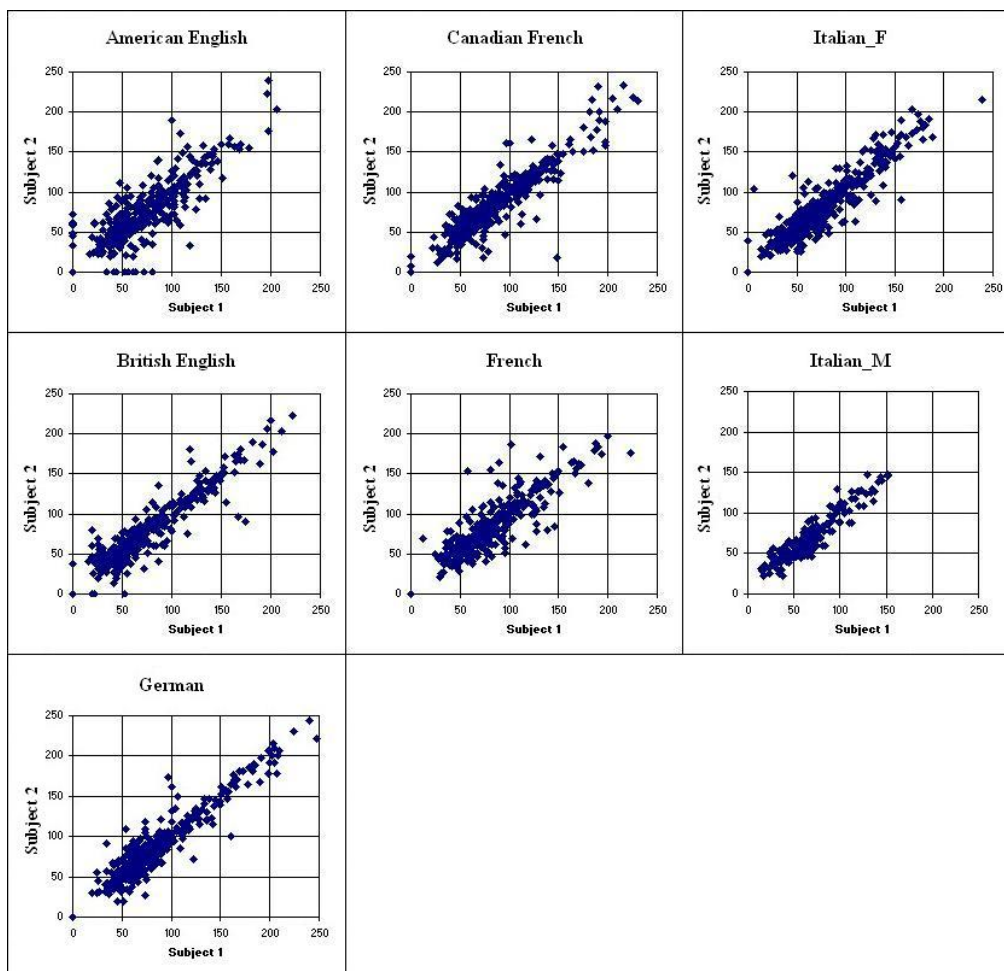 American English
250
200
150
100
50
0
Subject 2
0 50 100 150 200 250
Subject 1
Canadian French
250
200
150
100
50
0
Subject 2
0 50 100 150 200 250
Subject 1
Italian_F
250
200
150
100
50
0
Subject 2
0 50 100 150 200 250
Subject 1
British English
250
200
150
100
50
0
Subject 2
0 50 100 150 200 250
Subject 1
French
250
200
150
100
50
0
Subject 2
0 50 100 150 200 250
Subject 1
Italian_M
250
200
150
100
50
0
Subject 2
0 50 100 150 200 250
Subject 1
German
250
200
150
100
50
0
Subject 2
0 50 100 150 200 250
Subject 1